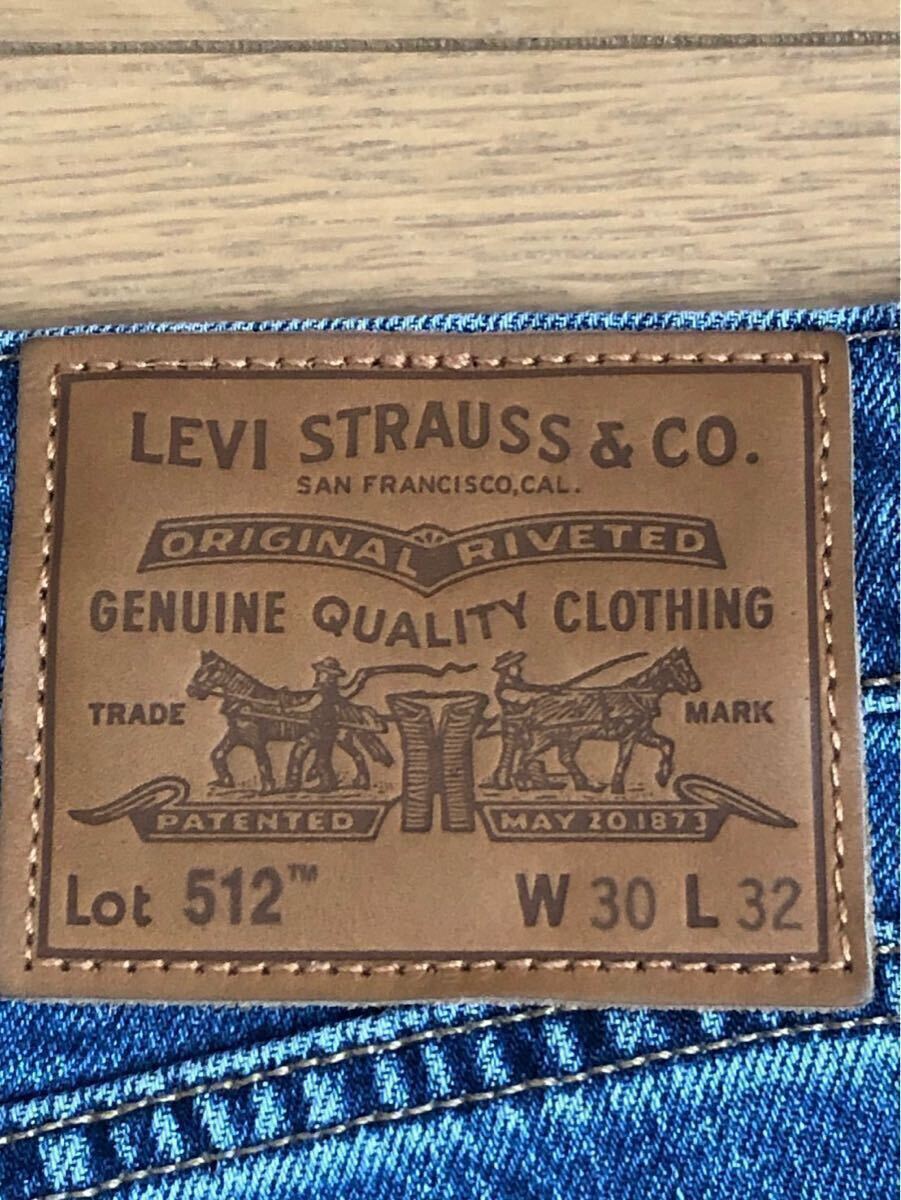 LEVI STRAUSS & CO.
SAN FRANCISCO, CAL.
ORIGINAL RIVETED
GENUINE QUALITY CLOTHING
TRADE MARK
PATENTED MAY 20 1873
Lot 512™ W 30 L 32